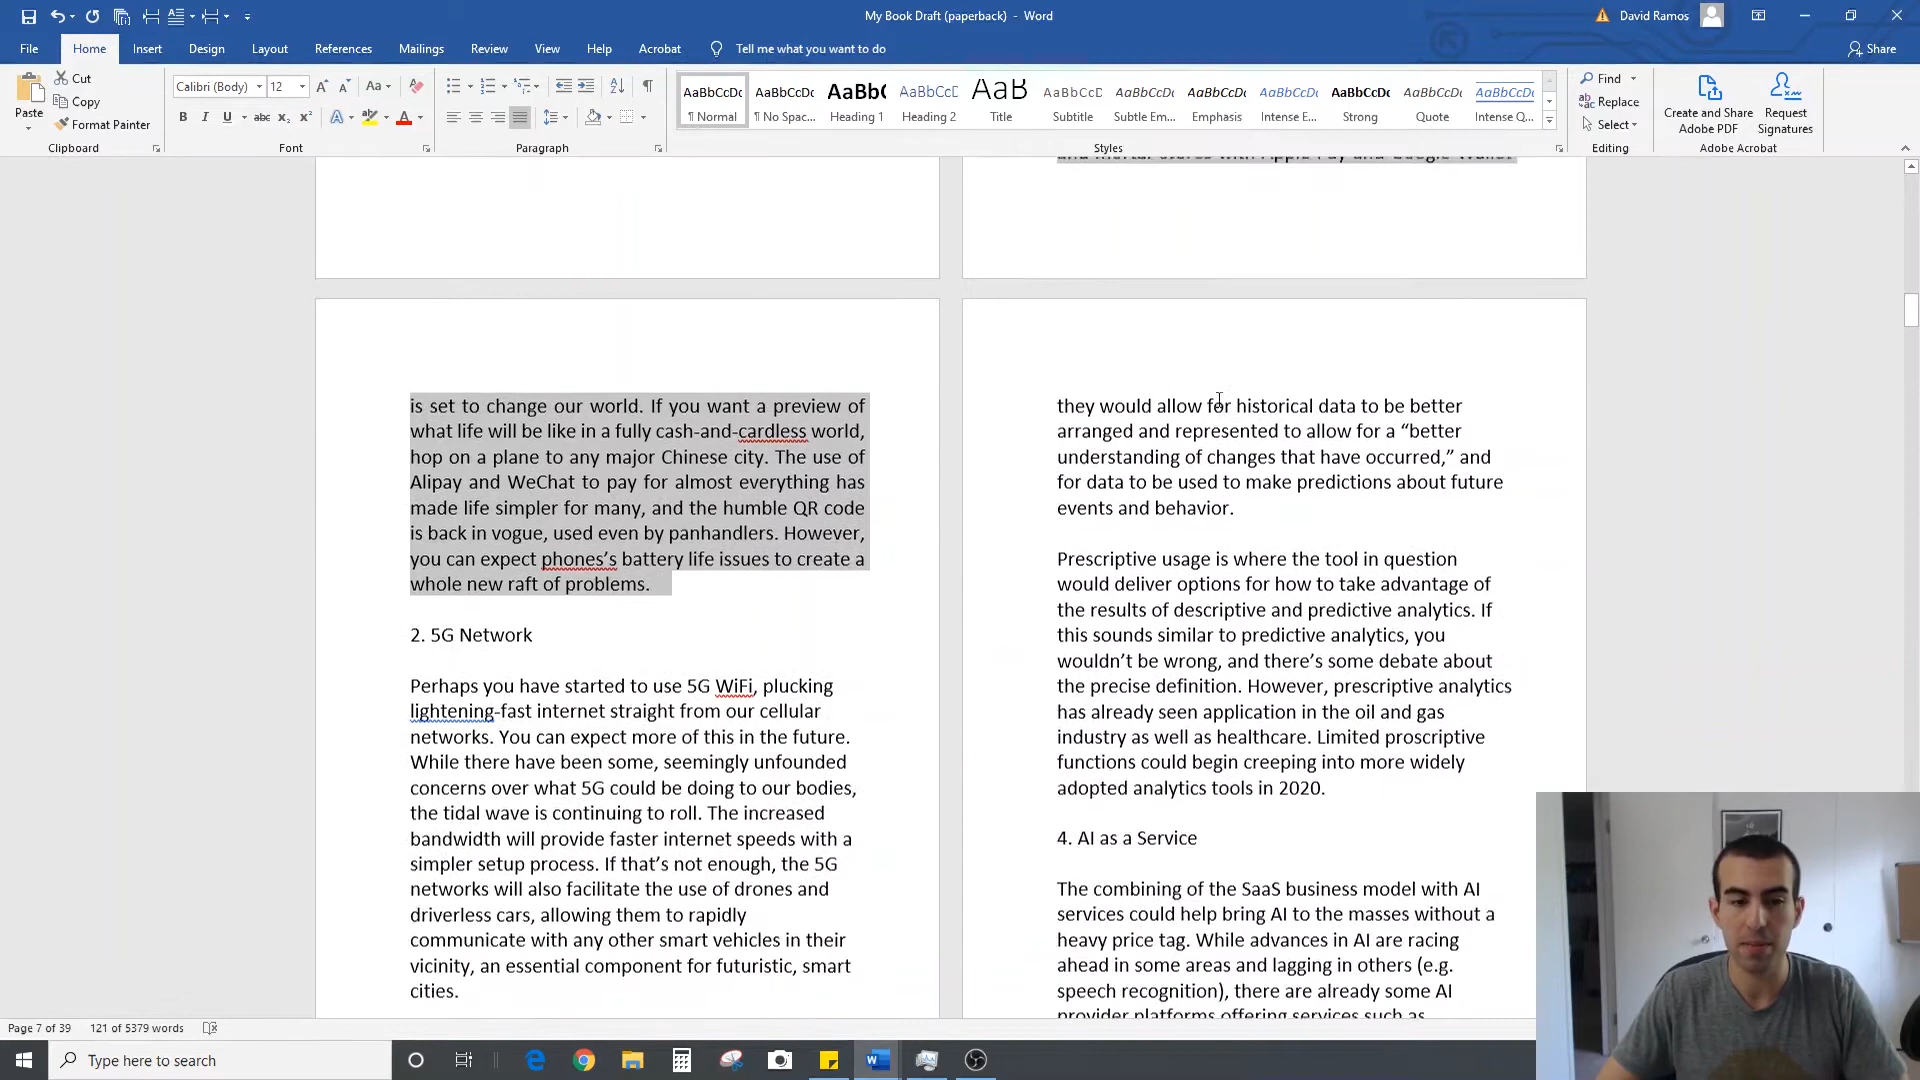 My Book Draft (paperback) - Word
David Ramos
File Home Insert Design Layout References Mailings Review View Help Acrobat Tell me what you want to do
Share
Paste
Cut
Copy
Format Painter
Clipboard
Calibri (Body) 12
Aa
B I U abc x₂ x²
A A
Font
Paragraph
AaBbCcDc AaBbCcDc AaBbC AaBbCcD AaB AaBbCcD AaBbCcDc AaBbCcDc AaBbCcDc AaBbCcDc AaBbCcDc AaBbCcDc
¶ Normal ¶ No Spac... Heading 1 Heading 2 Title Subtitle Subtle Em... Emphasis Intense E... Strong Quote Intense Q...
Styles
Find
Replace
Select
Editing
Create and Share
Adobe PDF
Request
Signatures
Adobe Acrobat
is set to change our world. If you want a preview of
what life will be like in a fully cash-and-cardless world,
hop on a plane to any major Chinese city. The use of
Alipay and WeChat to pay for almost everything has
made life simpler for many, and the humble QR code
is back in vogue, used even by panhandlers. However,
you can expect phones’s battery life issues to create a
whole new raft of problems.
2. 5G Network
Perhaps you have started to use 5G WiFi, plucking
lightening-fast internet straight from our cellular
networks. You can expect more of this in the future.
While there have been some, seemingly unfounded
concerns over what 5G could be doing to our bodies,
the tidal wave is continuing to roll. The increased
bandwidth will provide faster internet speeds with a
simpler setup process. If that’s not enough, the 5G
networks will also facilitate the use of drones and
driverless cars, allowing them to rapidly
communicate with any other smart vehicles in their
vicinity, an essential component for futuristic, smart
cities.
they would allow for historical data to be better
arranged and represented to allow for a “better
understanding of changes that have occurred,” and
for data to be used to make predictions about future
events and behavior.
Prescriptive usage is where the tool in question
would deliver options for how to take advantage of
the results of descriptive and predictive analytics. If
this sounds similar to predictive analytics, you
wouldn’t be wrong, and there’s some debate about
the precise definition. However, prescriptive analytics
has already seen application in the oil and gas
industry as well as healthcare. Limited proscriptive
functions could begin creeping into more widely
adopted analytics tools in 2020.
4. AI as a Service
The combining of the SaaS business model with AI
services could help bring AI to the masses without a
heavy price tag. While advances in AI are racing
ahead in some areas and lagging in others (e.g.
speech recognition), there are already some AI
provider platforms offering services such as
Page 7 of 39 121 of 5379 words
Type here to search